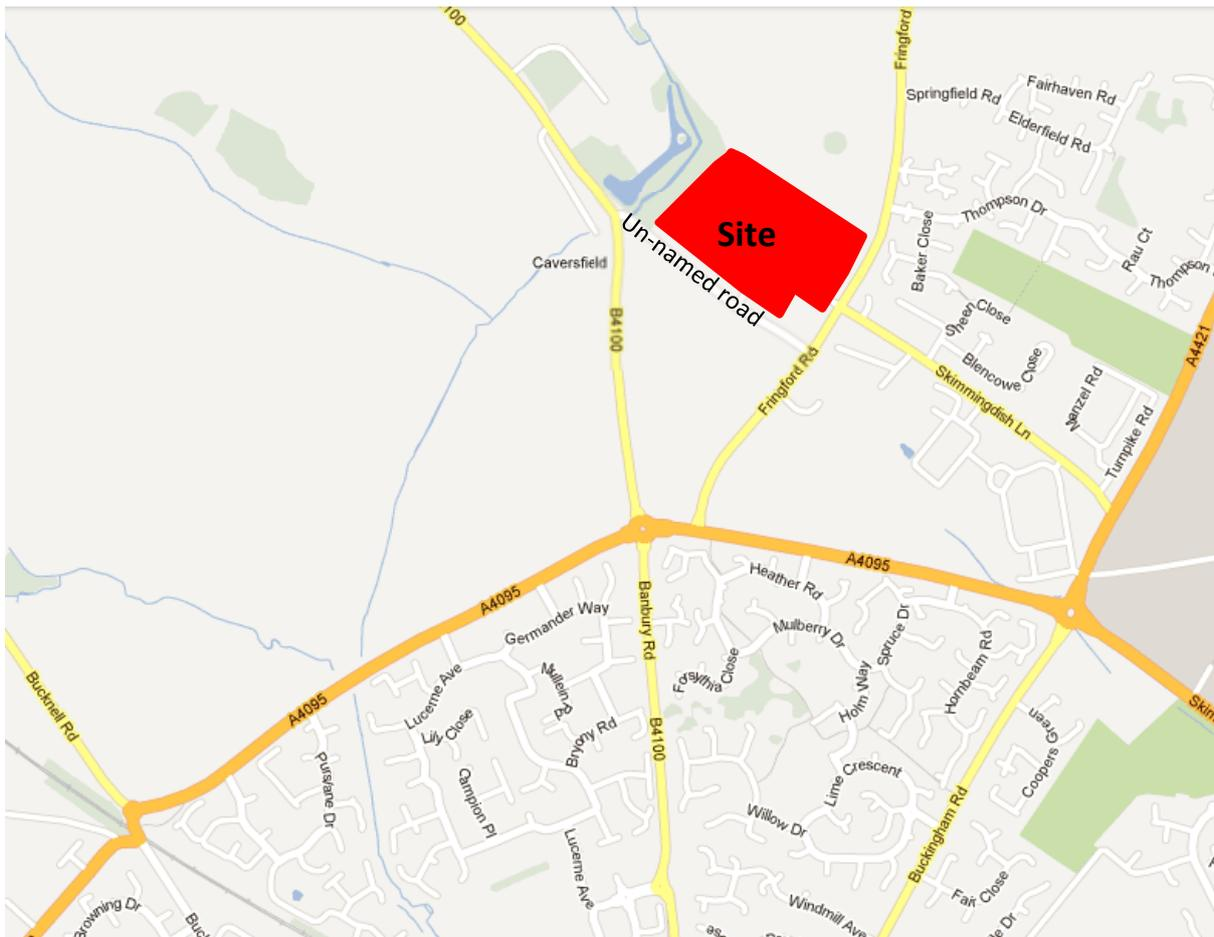 100
Fringford
Springfield Rd
Fairhaven Rd
Elderfield Rd
Thompson Dr
Baker Close
Rau Ct
Thompson
Site
Un-named road
Caversfield
B4100
Sheen Close
Blencowe Close
A4421
Skimmingdish Ln
Fringford Rd
Turnpike Rd
A4095
Heather Rd
A4095
Germander Way
Banbury Rd
Mulberry Dr
Spruce Dr
Hornbeam Rd
Forsythia Close
Holm Way
Lucerne Ave
Bucknell Rd
A4095
Lily Close
Bryony Rd
B4100
Coopers Green
Skim
Purslane Dr
Campion Pl
Lime Crescent
Willow Dr
Buckingham Rd
Lucerne Ave
Fair Close
Windmill Ave
Browning Dr
Buc
e Dr